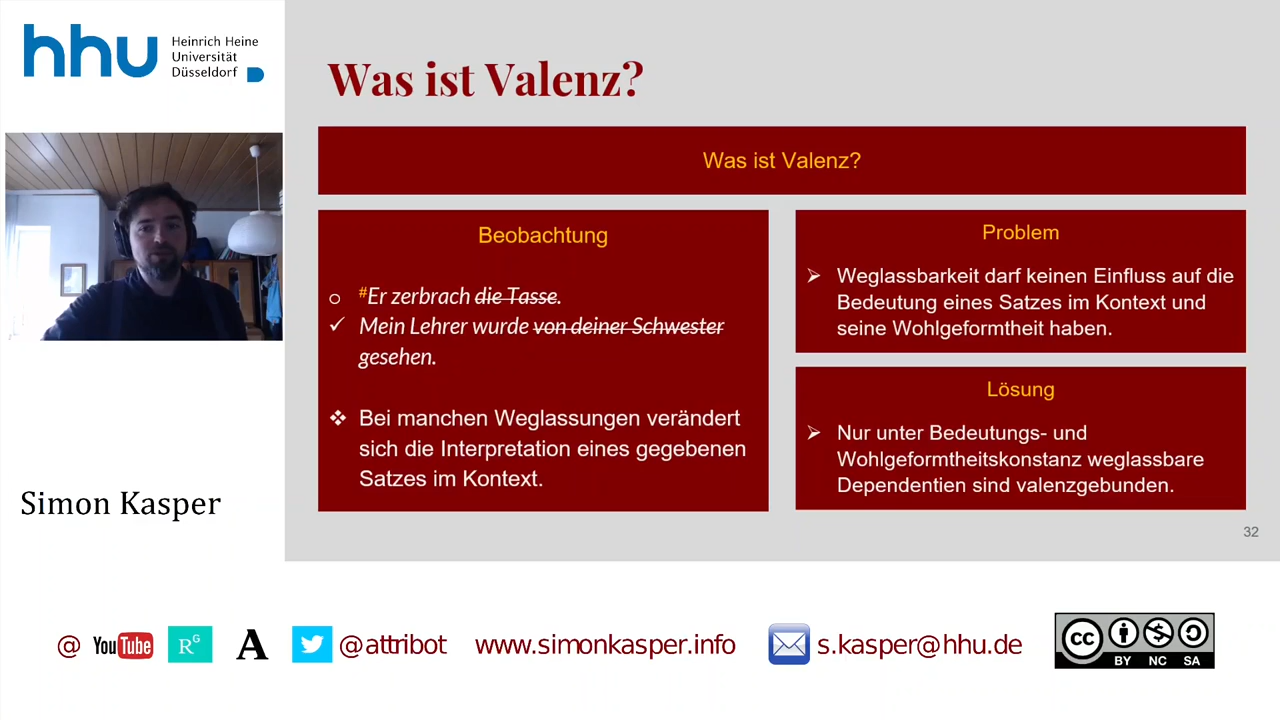 hhu Heinrich Heine
Universität
Düsseldorf
Was ist Valenz?
Was ist Valenz?
Beobachtung
#Er zerbrach die Tasse.
Mein Lehrer wurde von deiner Schwester
gesehen.
Bei manchen Weglassungen verändert
sich die Interpretation eines gegebenen
Satzes im Kontext.
Problem
Weglassbarkeit darf keinen Einfluss auf die
Bedeutung eines Satzes im Kontext und
seine Wohlgeformtheit haben.
Lösung
Nur unter Bedeutungs- und
Wohlgeformtheitskonstanz weglassbare
Dependentien sind valenzgebunden.
32
Simon Kasper
@ YouTube RG A @attribot www.simonkasper.info s.kasper@hhu.de cc BY NC SA